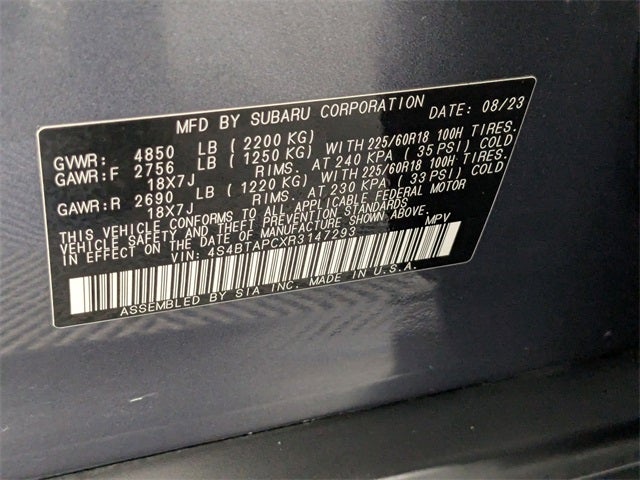 MFD BY SUBARU CORPORATION DATE: 08/23
GVWR: 4850 LB ( 2200 KG)
GAWR:F 2756 LB ( 1250 KG) WITH 225/60R18 100H TIRES.
18X7J RIMS. AT 240 KPA ( 35 PSI) COLD
GAWR:R 2690 LB ( 1220 KG) WITH 225/60R18 100H TIRES.
18X7J RIMS. AT 230 KPA ( 33 PSI) COLD
THIS VEHICLE CONFORMS TO ALL APPLICABLE FEDERAL MOTOR
VEHICLE SAFETY AND THEFT PREVENTION STANDARDS
IN EFFECT ON THE DATE OF MANUFACTURE SHOWN ABOVE.
VIN: 4S4BTAPCXR3147293 MPV
ASSEMBLED BY SIA INC. MADE IN U.S.A.